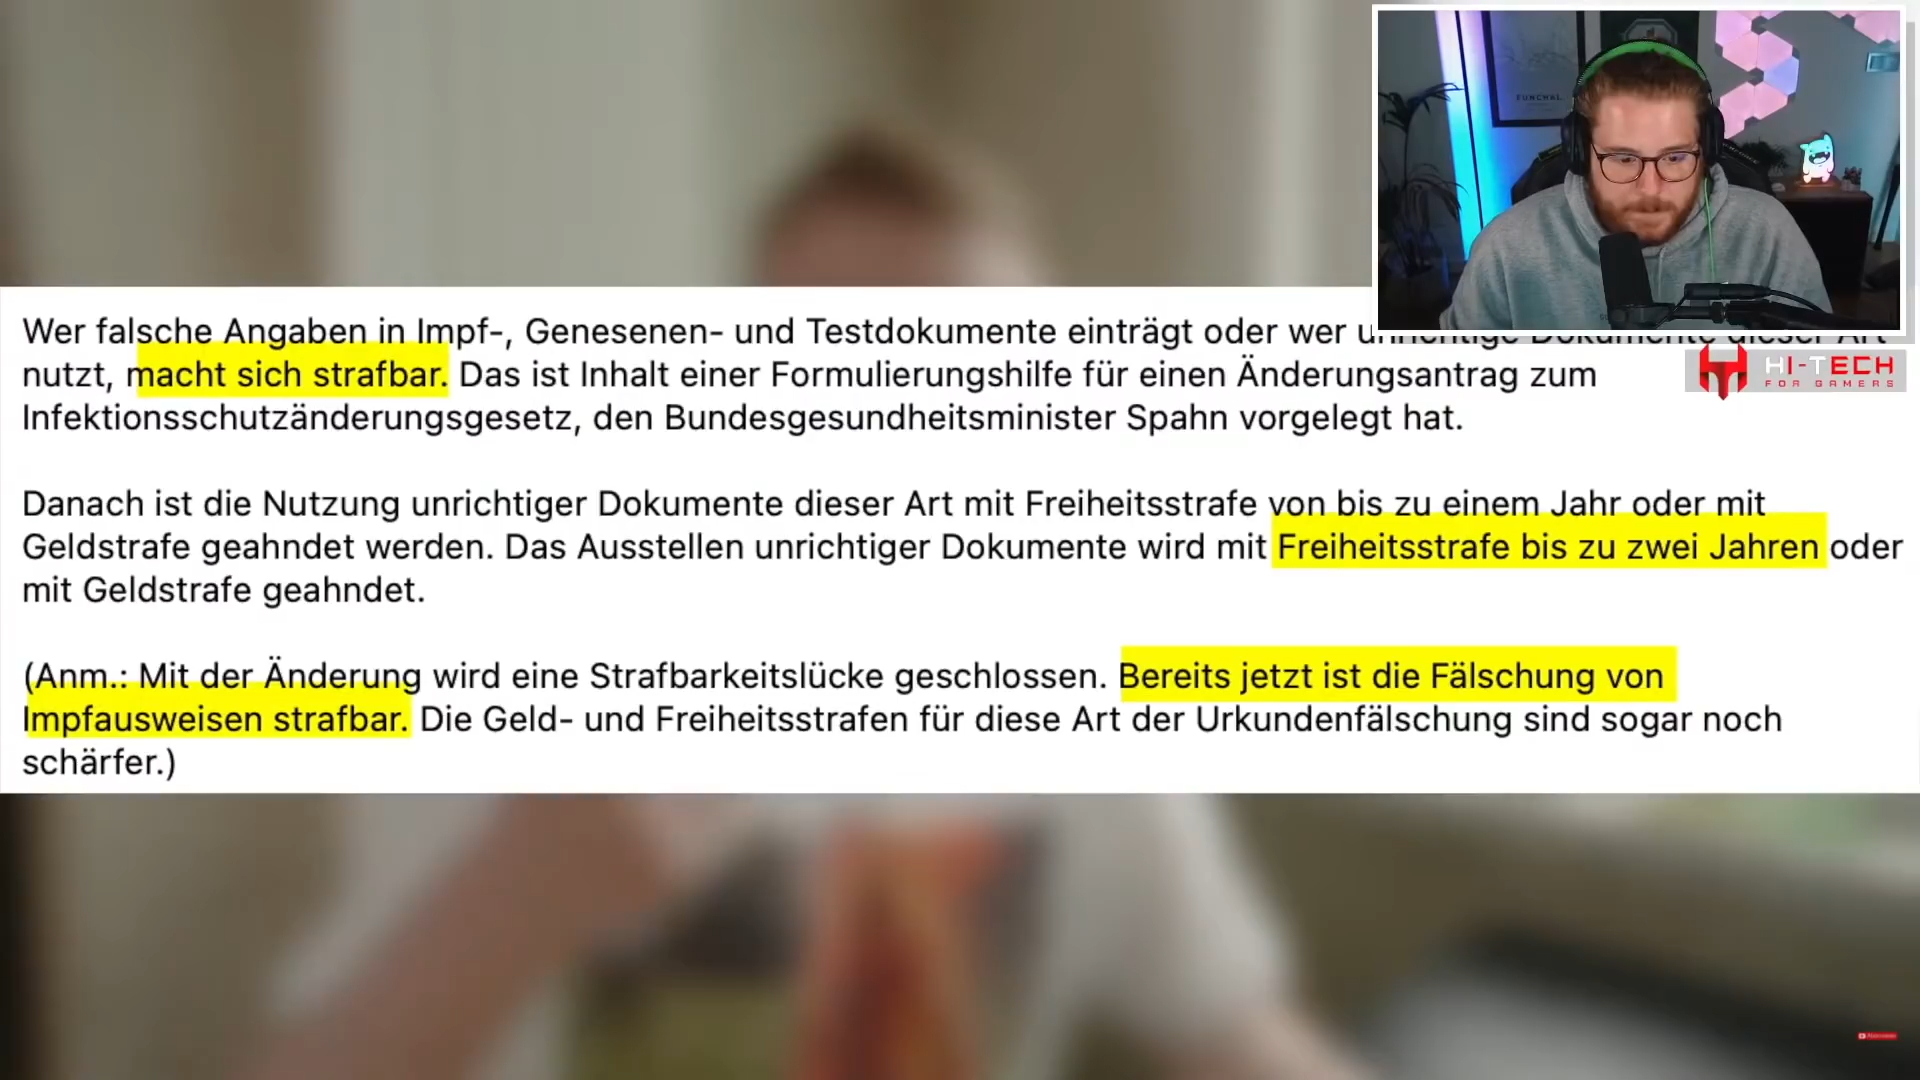 FUNCHAL
Wer falsche Angaben in Impf-, Genesenen- und Testdokumente einträgt oder wer unrichtige Dokumente dieser Art
nutzt, macht sich strafbar. Das ist Inhalt einer Formulierungshilfe für einen Änderungsantrag zum
Infektionsschutzänderungsgesetz, den Bundesgesundheitsminister Spahn vorgelegt hat.
HI-TECH
FOR GAMERS
Danach ist die Nutzung unrichtiger Dokumente dieser Art mit Freiheitsstrafe von bis zu einem Jahr oder mit
Geldstrafe geahndet werden. Das Ausstellen unrichtiger Dokumente wird mit Freiheitsstrafe bis zu zwei Jahren oder
mit Geldstrafe geahndet.
(Anm.: Mit der Änderung wird eine Strafbarkeitslücke geschlossen. Bereits jetzt ist die Fälschung von
Impfausweisen strafbar. Die Geld- und Freiheitsstrafen für diese Art der Urkundenfälschung sind sogar noch
schärfer.)